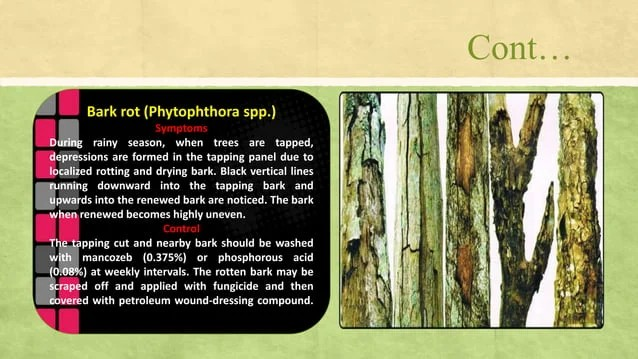 Cont…
Bark rot (Phytophthora spp.)
Symptoms
During rainy season, when trees are tapped,
depressions are formed in the tapping panel due to
localized rotting and drying bark. Black vertical lines
running downward into the tapping bark and
upwards into the renewed bark are noticed. The bark
when renewed becomes highly uneven.
Control
The tapping cut and nearby bark should be washed
with mancozeb (0.375%) or phosphorous acid
(0.08%) at weekly intervals. The rotten bark may be
scraped off and applied with fungicide and then
covered with petroleum wound-dressing compound.